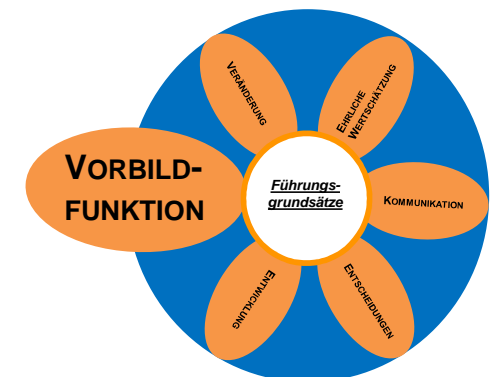 VERÄNDERUNG
EHRLICHE
WERTSCHÄTZUNG
VORBILD-
FUNKTION
Führungs-
grundsätze
KOMMUNIKATION
ENTWICKLUNG
ENTSCHEIDUNGEN